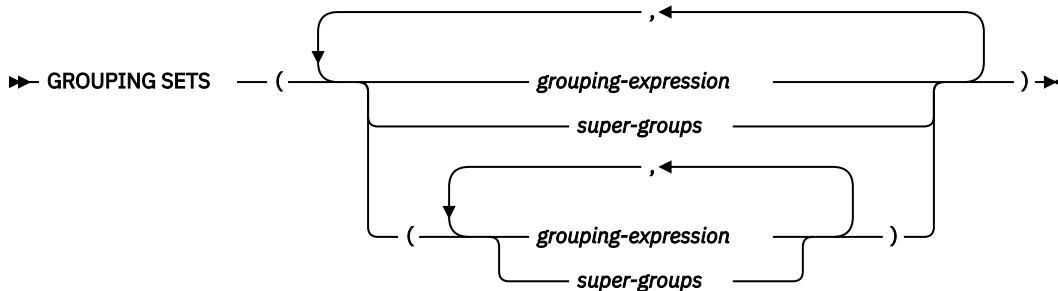 ,
GROUPING SETS ( grouping-expression )
super-groups
,
( grouping-expression )
super-groups